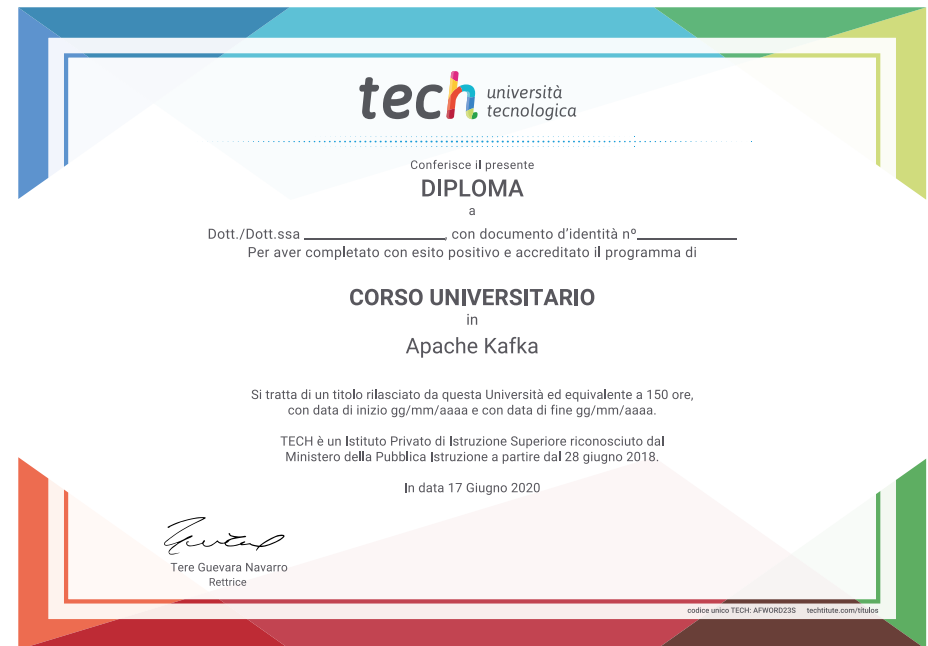 tech università
tecnologica
Conferisce il presente
DIPLOMA
a
Dott./Dott.ssa ____________________, con documento d'identità nº______________
Per aver completato con esito positivo e accreditato il programma di
CORSO UNIVERSITARIO
in
Apache Kafka
Si tratta di un titolo rilasciato da questa Università ed equivalente a 150 ore,
con data di inizio gg/mm/aaaa e con data di fine gg/mm/aaaa.
TECH è un Istituto Privato di Istruzione Superiore riconosciuto dal
Ministero della Pubblica Istruzione a partire dal 28 giugno 2018.
In data 17 Giugno 2020
Tere Guevara Navarro
Rettrice
codice unico TECH: AFWORD23S techtitute.com/titulos